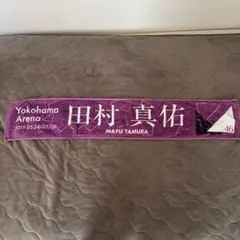 Yokohama
Arena
2019.05.24/25/26
田村 真佑
MAYU TAMURA
46